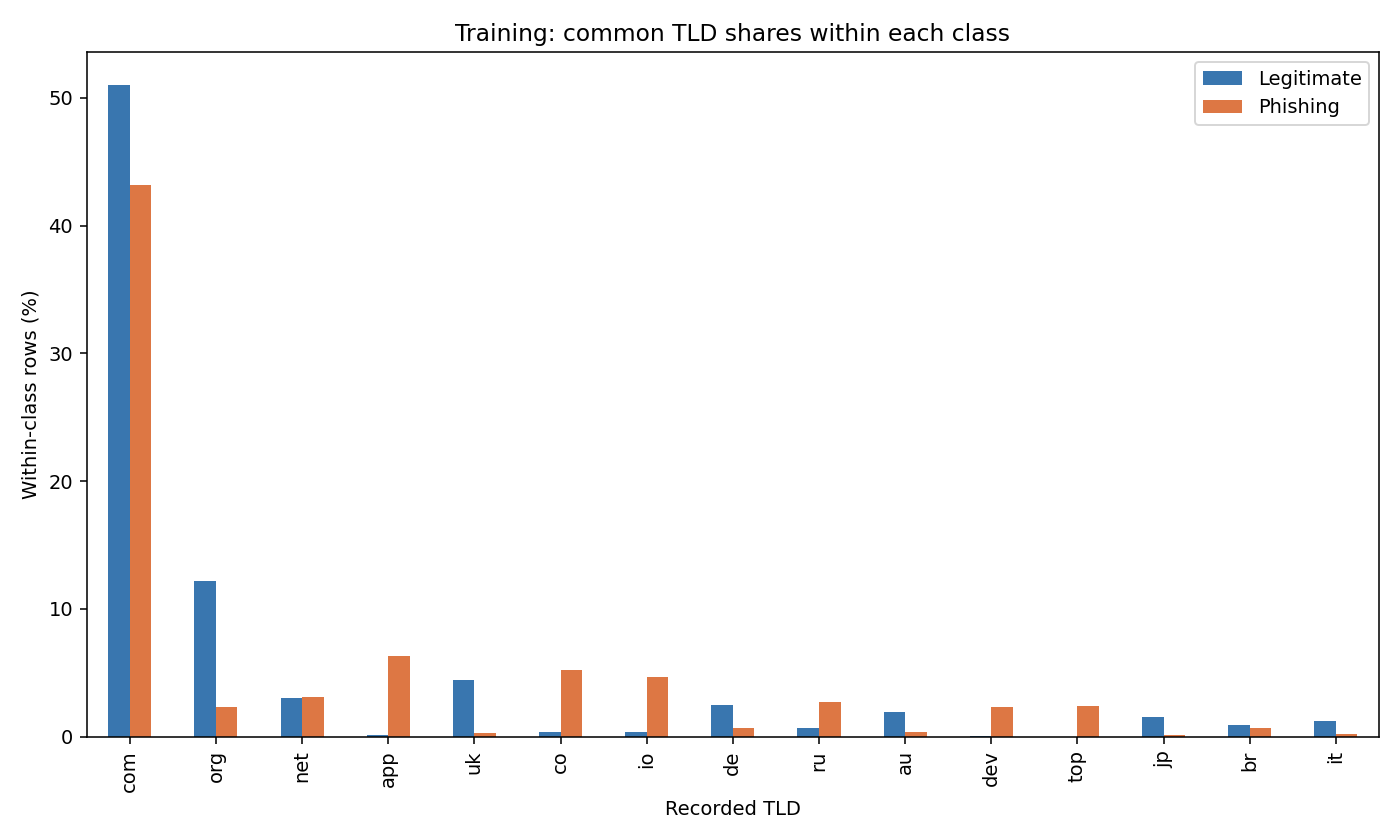 Training: common TLD shares within each class
Legitimate
Phishing
Within-class rows (%)
50
40
30
20
10
0
com
org
net
app
uk
co
io
de
ru
au
dev
top
jp
br
it
Recorded TLD